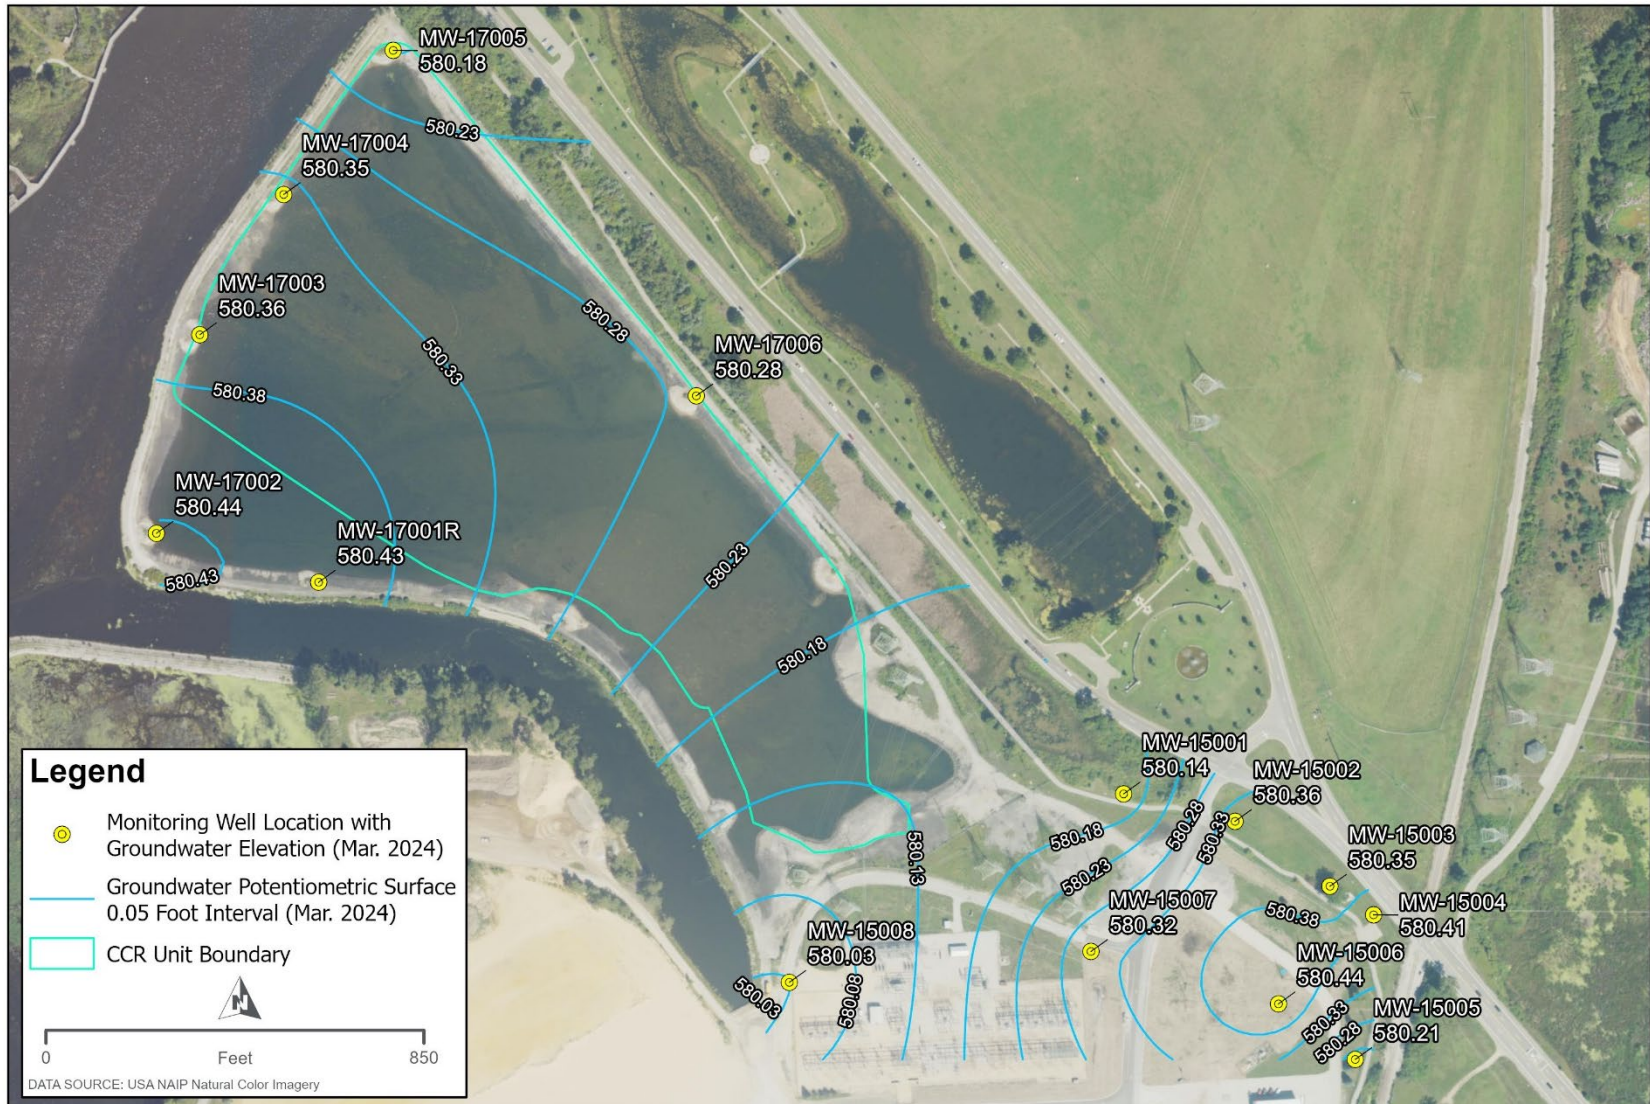 MW-17005
580.18
580.23
MW-17004
580.35
MW-17003
580.36
580.28
MW-17006
580.28
580.33
580.38
MW-17002
580.44
MW-17001R
580.43
580.43
580.23
580.18
MW-15001
580.14
MW-15002
580.36
580.28
580.33
580.18
580.23
MW-15003
580.35
580.13
MW-15007
580.32
580.38
MW-15004
580.41
MW-15008
580.03
580.03
580.08
MW-15006
580.44
580.33
580.28
MW-15005
580.21
Legend
Monitoring Well Location with
Groundwater Elevation (Mar. 2024)
Groundwater Potentiometric Surface
0.05 Foot Interval (Mar. 2024)
CCR Unit Boundary
N
0 Feet 850
DATA SOURCE: USA NAIP Natural Color Imagery